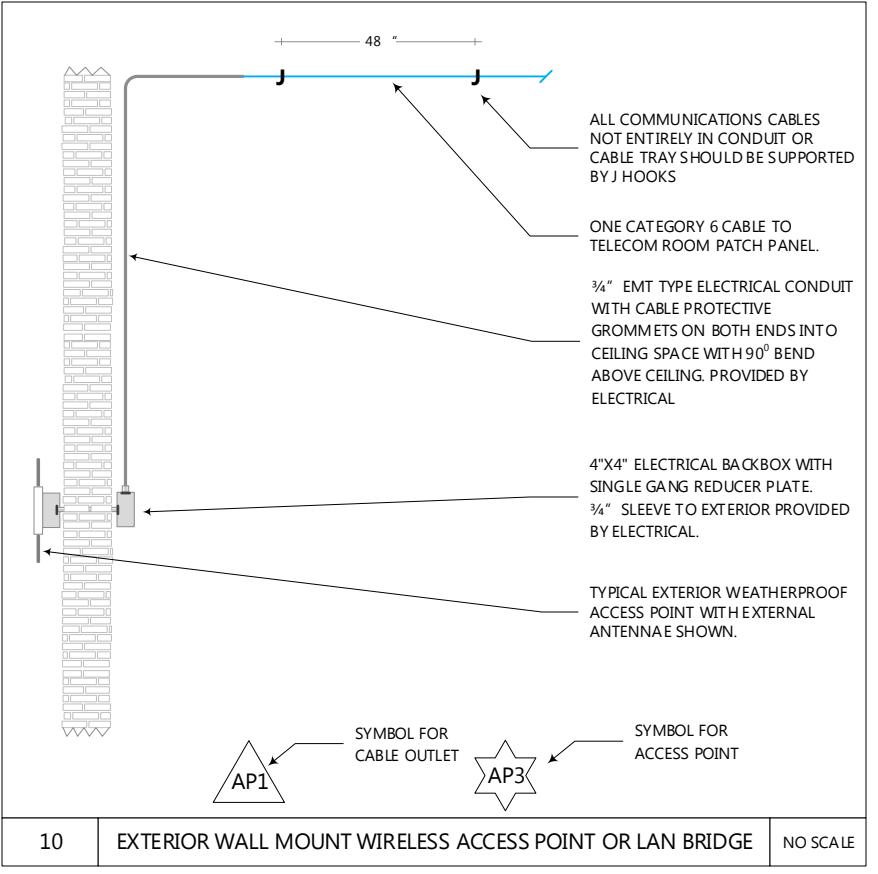 48 "
J
J
ALL COMMUNICATIONS CABLES
NOT ENTIRELY IN CONDUIT OR
CABLE TRAY SHOULD BE SUPPORTED
BY J HOOKS
ONE CATEGORY 6 CABLE TO
TELECOM ROOM PATCH PANEL.
¾" EMT TYPE ELECTRICAL CONDUIT
WITH CABLE PROTECTIVE
GROMMETS ON BOTH ENDS INTO
CEILING SPACE WITH 90⁰ BEND
ABOVE CEILING. PROVIDED BY
ELECTRICAL
4"X4" ELECTRICAL BACKBOX WITH
SINGLE GANG REDUCER PLATE.
¾" SLEEVE TO EXTERIOR PROVIDED
BY ELECTRICAL.
TYPICAL EXTERIOR WEATHERPROOF
ACCESS POINT WITH EXTERNAL
ANTENNAE SHOWN.
SYMBOL FOR
CABLE OUTLET
AP1
SYMBOL FOR
ACCESS POINT
AP3
10
EXTERIOR WALL MOUNT WIRELESS ACCESS POINT OR LAN BRIDGE
NO SCALE